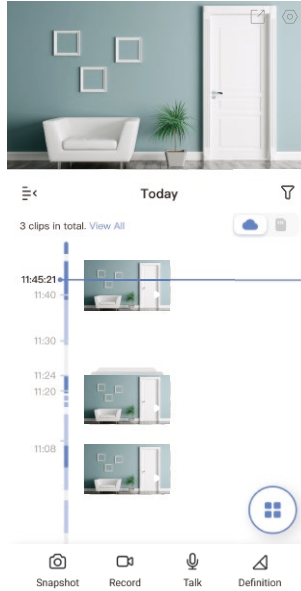 Today
3 clips in total. View All
11:45:21
11:40
11:30
11:24
11:20
11:08
Snapshot Record Talk Definition